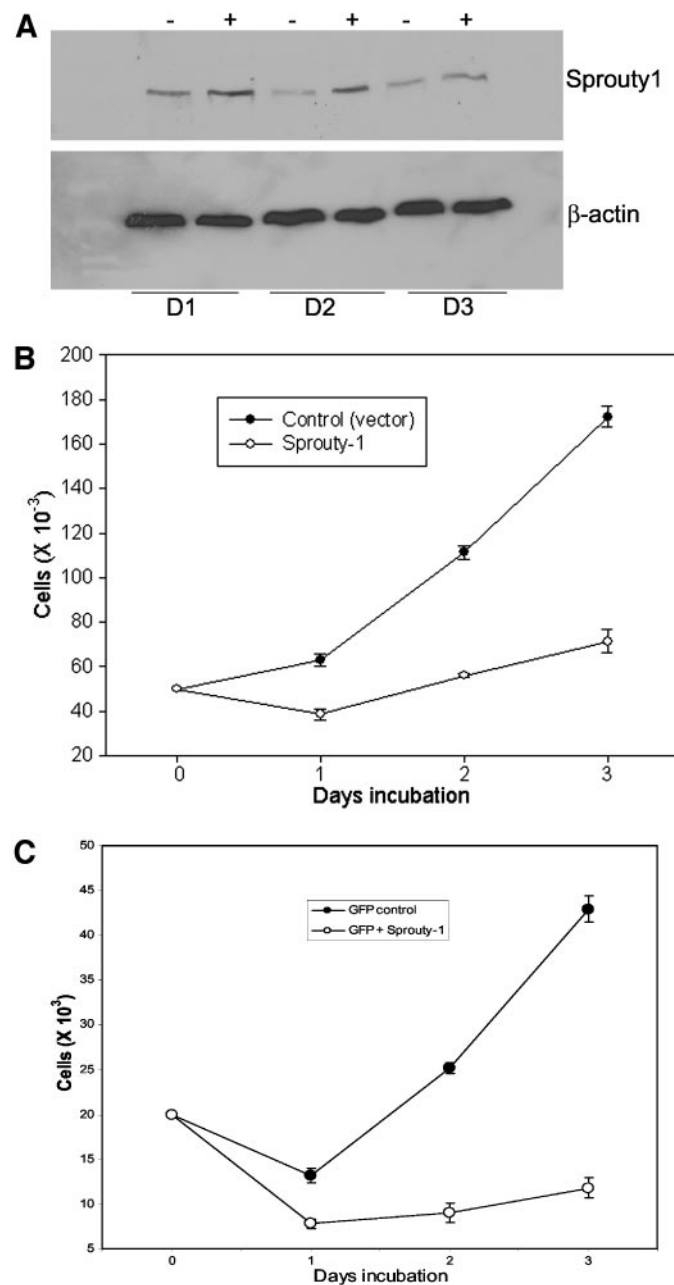 A
- + - + - +
Sprouty1
β-actin
D1 D2 D3
B
200
180
160
140
120
100
80
60
40
20
Cells (X 10-3)
Control (vector)
Sprouty-1
0 1 2 3
Days incubation
C
50
45
40
35
30
25
20
15
10
5
Cells (X 10³)
GFP control
GFP + Sprouty-1
0 1 2 3
Days incubation